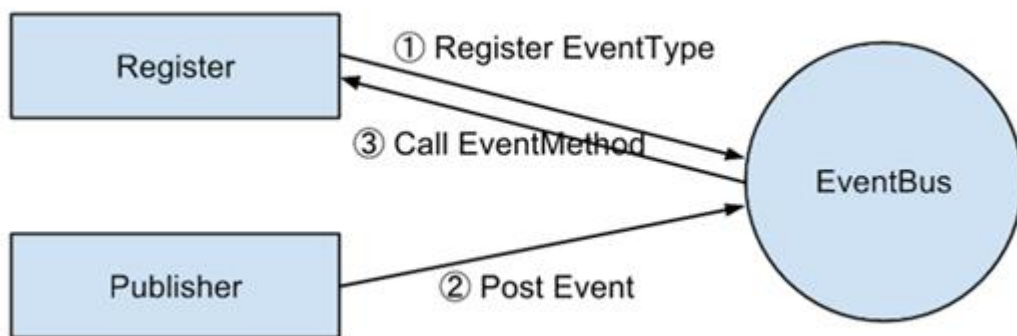 Register
① Register EventType
③ Call EventMethod
EventBus
Publisher
② Post Event